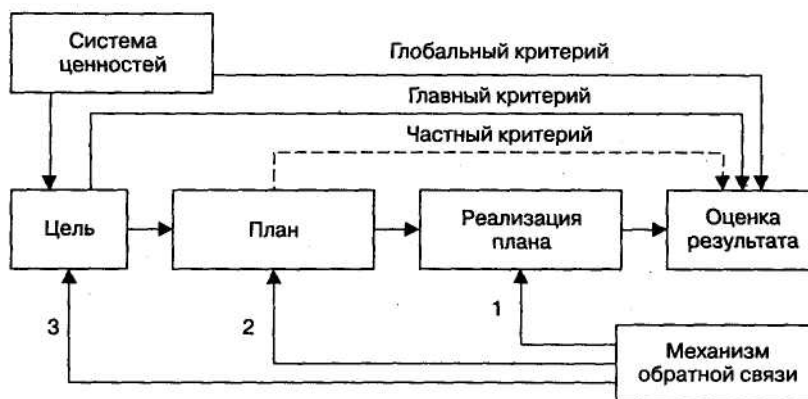 Система
ценностей
Глобальный критерий
Главный критерий
Частный критерий
Цель
План
Реализация
плана
Оценка
результата
3
2
1
Механизм
обратной связи